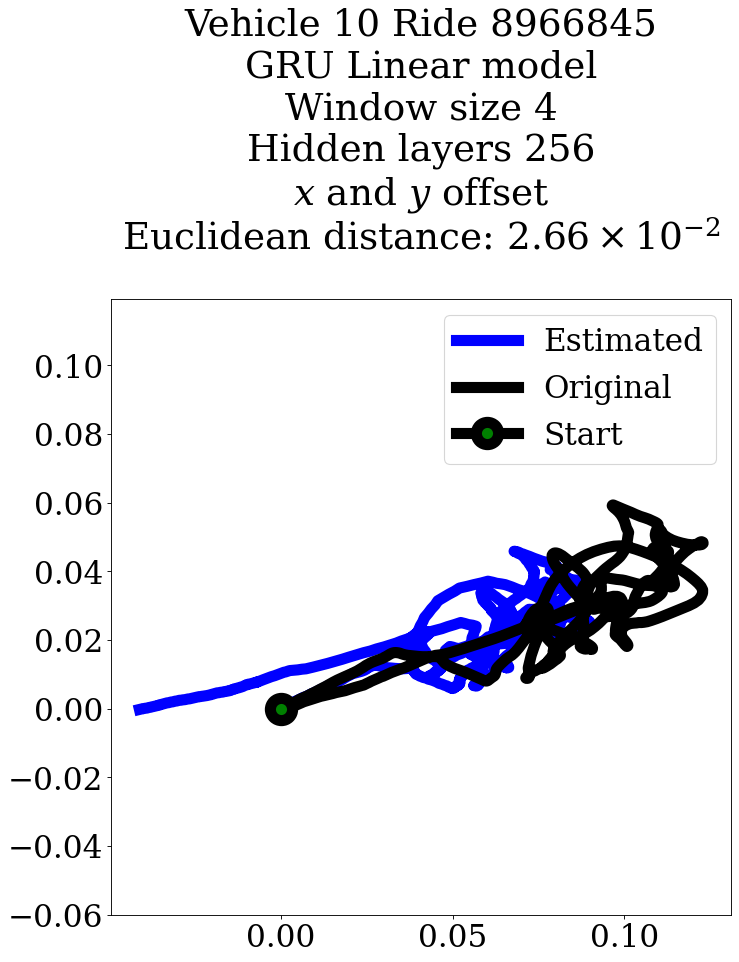 Vehicle 10 Ride 8966845
GRU Linear model
Window size 4
Hidden layers 256
x and y offset
Euclidean distance: 2.66 × 10⁻²
Estimated
Original
Start
0.10
0.08
0.06
0.04
0.02
0.00
−0.02
−0.04
−0.06
0.00 0.05 0.10